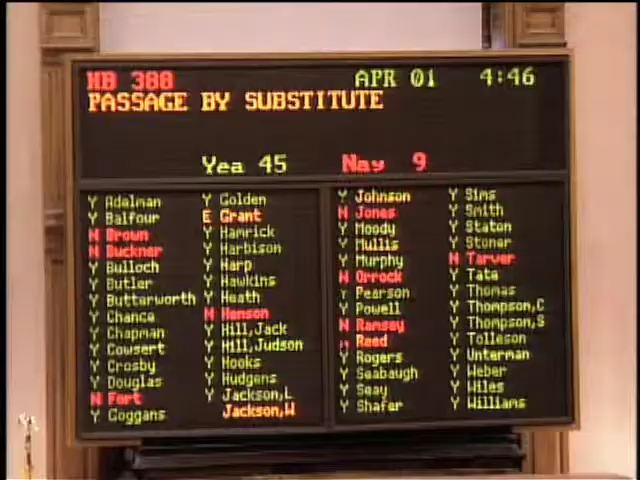 HB 388 APR 01 4:46
PASSAGE BY SUBSTITUTE
Yea 45 Nay 9
Y Adelman
Y Balfour
N Brown
N Buckner
Y Bulloch
Y Butler
Y Butterworth
Y Chance
Y Chapman
Y Cowsert
Y Crosby
Y Douglas
N Fort
Y Goggans
Y Golden
E Grant
Y Hamrick
Y Harbison
Y Harp
Y Hawkins
Y Heath
N Henson
Y Hill,Jack
Y Hill,Judson
Y Hooks
Y Hudgens
Y Jackson,L
Jackson,W
Y Johnson
N Jones
Y Moody
Y Mullis
Y Murphy
N Orrock
Y Pearson
Y Powell
N Ramsey
N Reed
Y Rogers
Y Seabaugh
Y Seay
Y Shafer
Y Sims
Y Smith
Y Staton
Y Stoner
N Tarver
Y Tate
Y Thomas
Y Thompson,C
Y Thompson,S
Y Tolleson
Y Unterman
Y Weber
Y Wiles
Y Williams